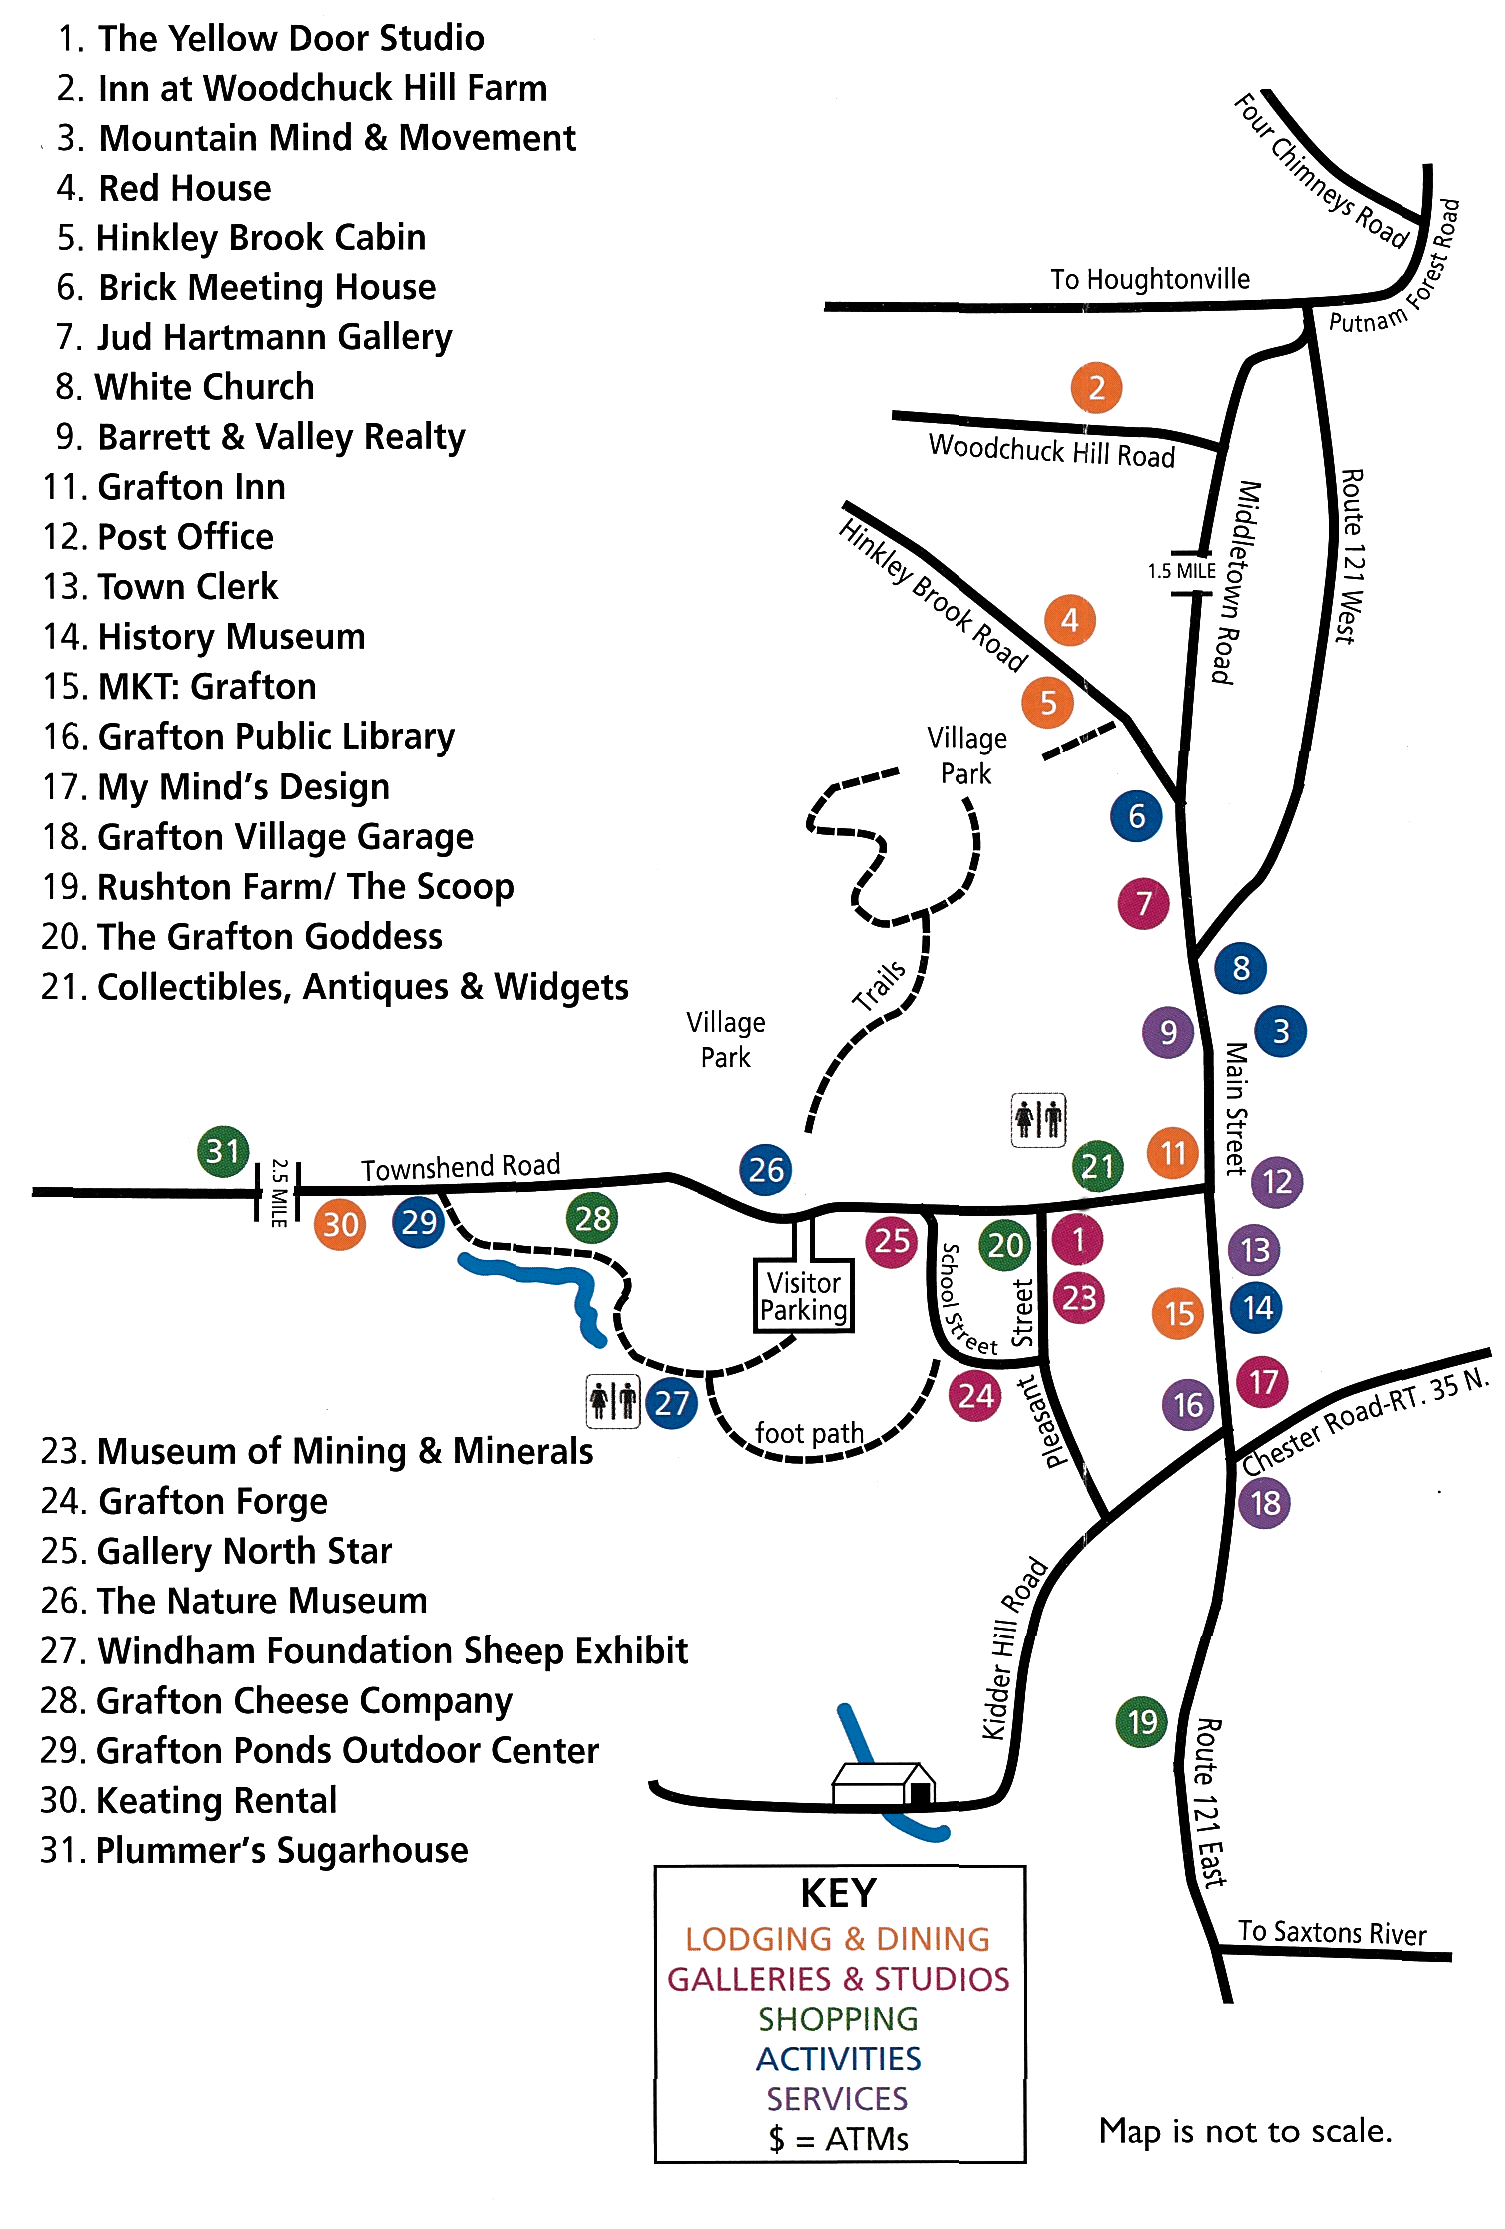 1. The Yellow Door Studio
2. Inn at Woodchuck Hill Farm
3. Mountain Mind & Movement
4. Red House
5. Hinkley Brook Cabin
6. Brick Meeting House
7. Jud Hartmann Gallery
8. White Church
9. Barrett & Valley Realty
11. Grafton Inn
12. Post Office
13. Town Clerk
14. History Museum
15. MKT: Grafton
16. Grafton Public Library
17. My Mind's Design
18. Grafton Village Garage
19. Rushton Farm/ The Scoop
20. The Grafton Goddess
21. Collectibles, Antiques & Widgets
Four Chimneys Road
Putnam Forest Road
To Houghtonville
2
Woodchuck Hill Road
Middletown Road
Route 121 West
1.5 MILE
Hinkley Brook Road
4
5
Village
Park
6
7
8
Trails
9
3
Village
Park
Main Street
11
12
21
26
31
2.5 MILE
Townshend Road
30
29
28
25
School Street
20
1
13
Visitor
Parking
23
15
14
24
Pleasant Street
17
16
Chester Road-RT. 35 N.
27
foot path
18
23. Museum of Mining & Minerals
24. Grafton Forge
25. Gallery North Star
26. The Nature Museum
27. Windham Foundation Sheep Exhibit
28. Grafton Cheese Company
29. Grafton Ponds Outdoor Center
30. Keating Rental
31. Plummer's Sugarhouse
Kidder Hill Road
19
Route 121 East
To Saxtons River
KEY
LODGING & DINING
GALLERIES & STUDIOS
SHOPPING
ACTIVITIES
SERVICES
$ = ATMs
Map is not to scale.